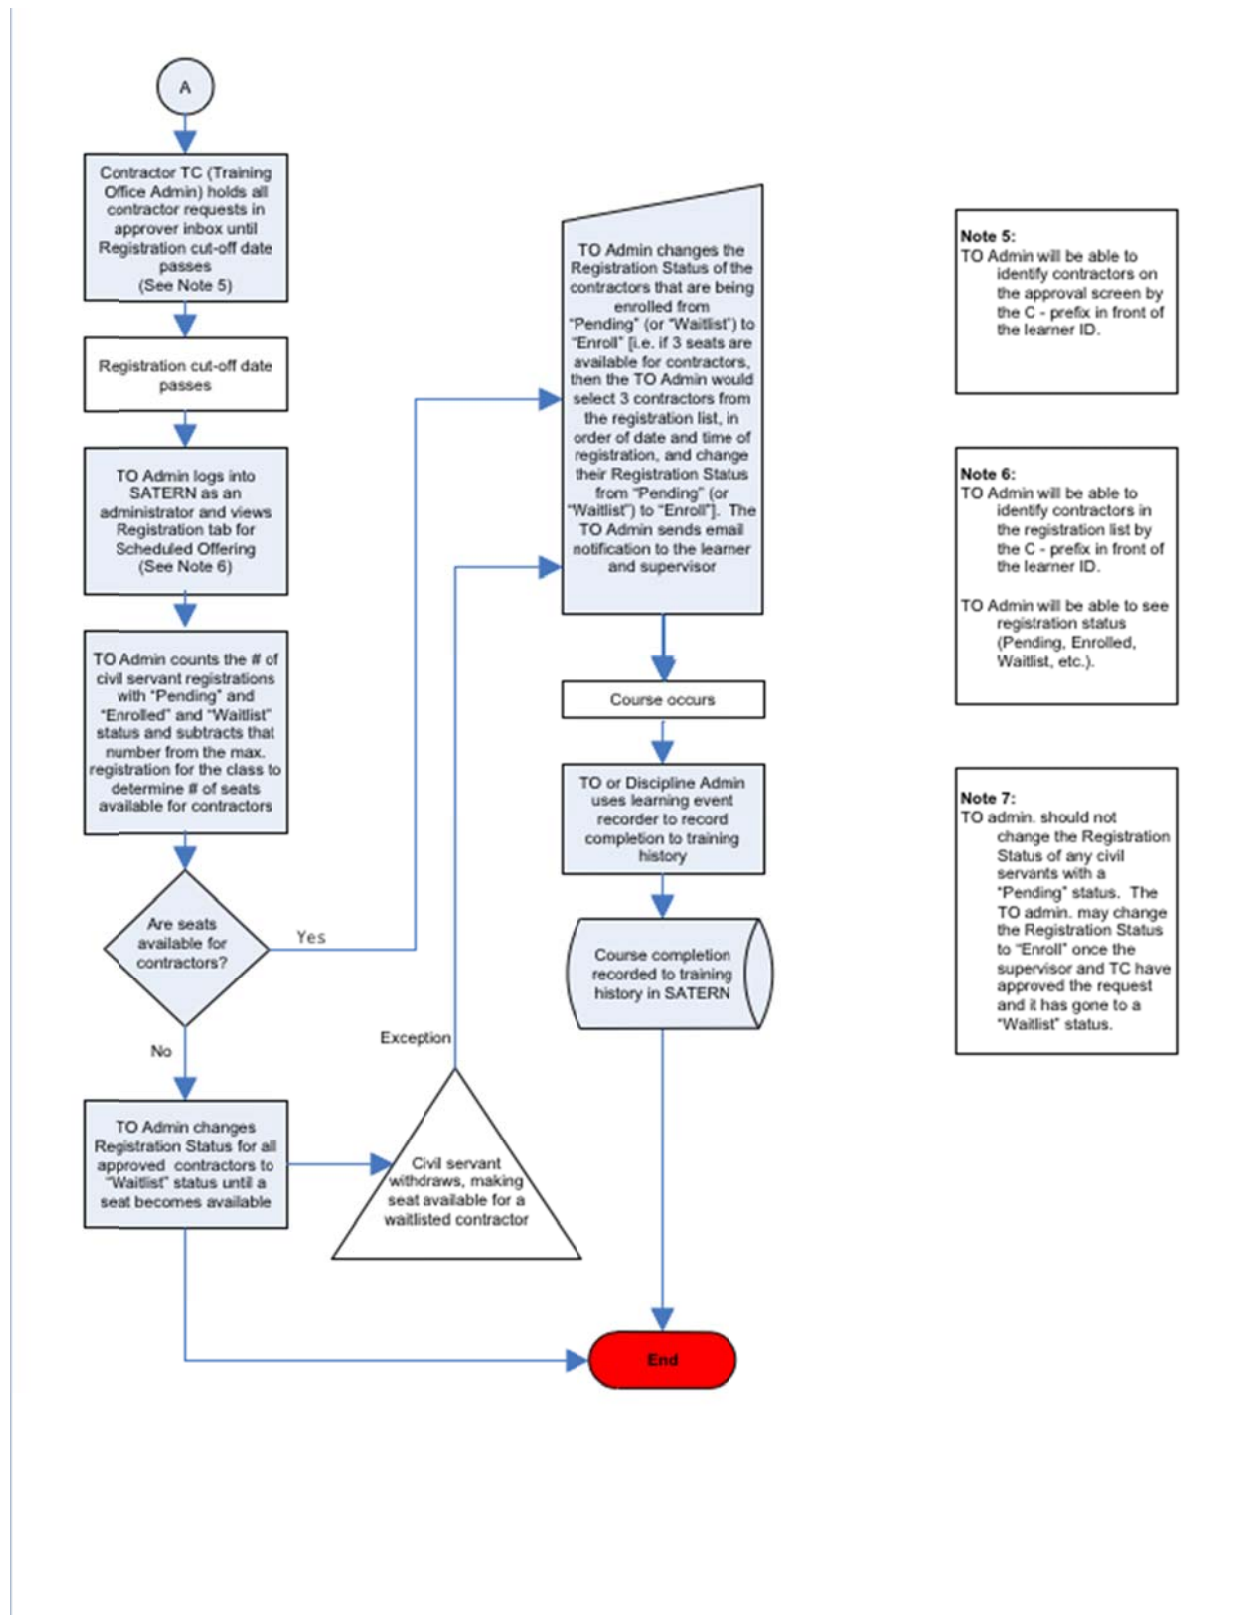 A
Contractor TC (Training
Office Admin) holds all
contractor requests in
approver inbox until
Registration cut-off date
passes
(See Note 5)
Registration cut-off date
passes
TO Admin logs into
SATERN as an
administrator and views
Registration tab for
Scheduled Offering
(See Note 6)
TO Admin counts the # of
civil servant registrations
with “Pending” and
“Enrolled” and “Waitlist”
status and subtracts that
number from the max.
registration for the class to
determine # of seats
available for contractors
Are seats
available for
contractors?
Yes
No
TO Admin changes
Registration Status for all
approved contractors to
“Waitlist” status until a
seat becomes available
Exception
Civil servant
withdraws, making
seat available for a
waitlisted contractor
TO Admin changes the
Registration Status of the
contractors that are being
enrolled from
“Pending” (or “Waitlist’) to
“Enroll” [i.e. if 3 seats are
available for contractors,
then the TO Admin would
select 3 contractors from
the registration list, in
order of date and time of
registration, and change
their Registration Status
from “Pending” (or
“Waitlist”) to “Enroll”]. The
TO Admin sends email
notification to the learner
and supervisor
Course occurs
TO or Discipline Admin
uses learning event
recorder to record
completion to training
history
Course completion
recorded to training
history in SATERN
End
Note 5:
TO Admin will be able to
identify contractors on
the approval screen by
the C - prefix in front of
the learner ID.
Note 6:
TO Admin will be able to
identify contractors in
the registration list by
the C - prefix in front of
the learner ID.
TO Admin will be able to see
registration status
(Pending, Enrolled,
Waitlist, etc.).
Note 7:
TO admin. should not
change the Registration
Status of any civil
servants with a
“Pending” status. The
TO admin. may change
the Registration Status
to “Enroll” once the
supervisor and TC have
approved the request
and it has gone to a
“Waitlist” status.